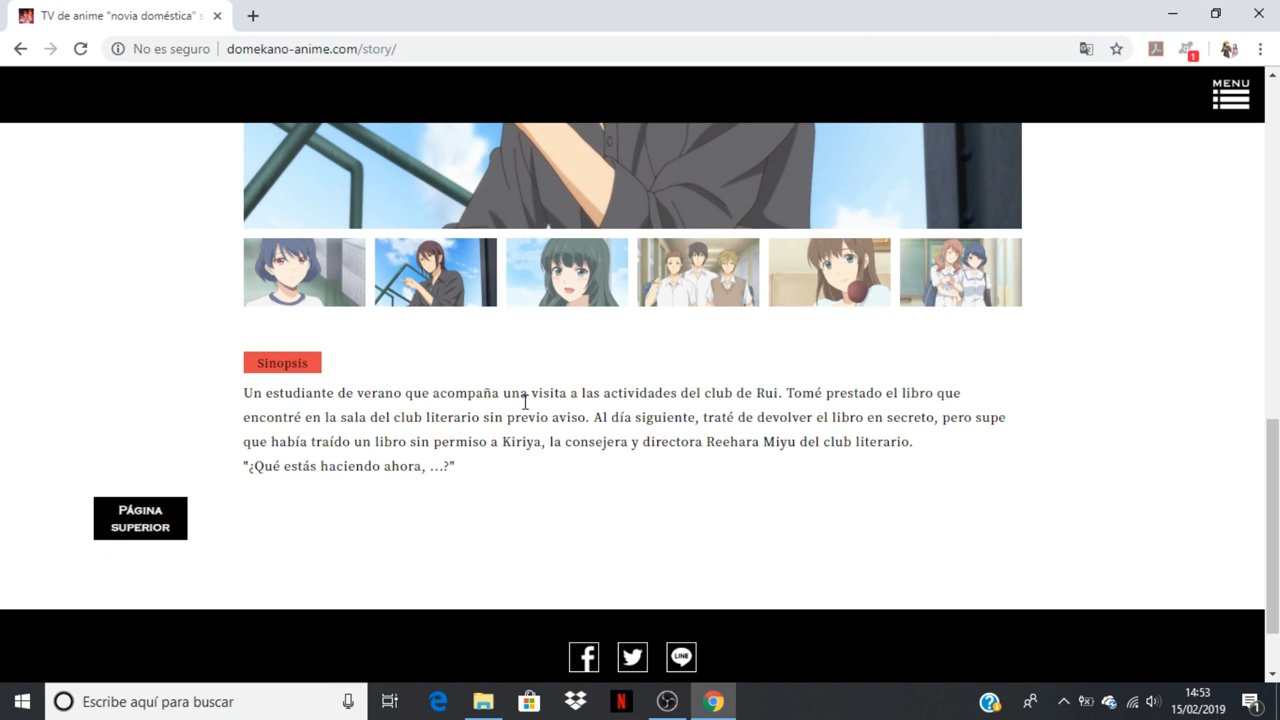 TV de anime "novia doméstica" s
No es seguro
domekano-anime.com/story/
1
MENU
Sinopsis
Un estudiante de verano que acompaña una visita a las actividades del club de Rui. Tomé prestado el libro que
encontré en la sala del club literario sin previo aviso. Al día siguiente, traté de devolver el libro en secreto, pero supe
que había traído un libro sin permiso a Kiriya, la consejera y directora Reehara Miyu del club literario.
"¿Qué estás haciendo ahora, ...?"
PÁGINA
SUPERIOR
LINE
Escribe aquí para buscar
N
14:53
15/02/2019
1